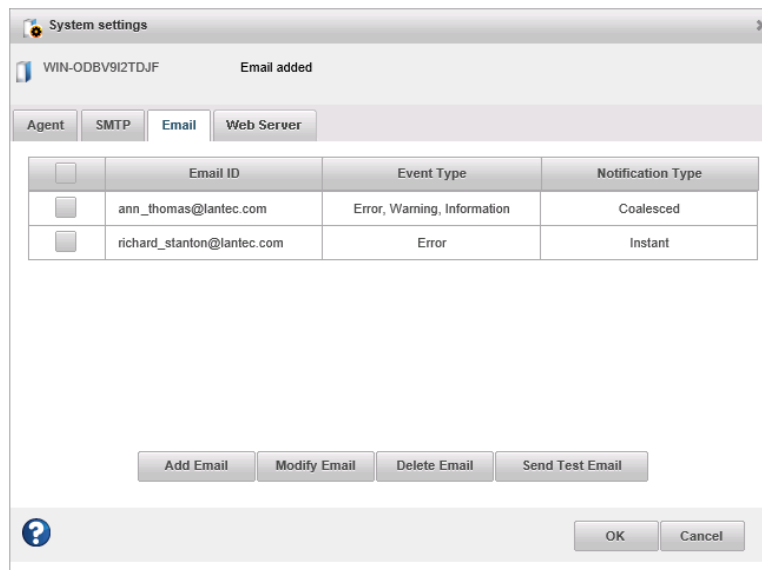 System settings
WIN-ODBV9I2TDJF Email added
Agent SMTP Email Web Server
Email ID Event Type Notification Type
ann_thomas@lantec.com Error, Warning, Information Coalesced
richard_stanton@lantec.com Error Instant
Add Email Modify Email Delete Email Send Test Email
? OK Cancel